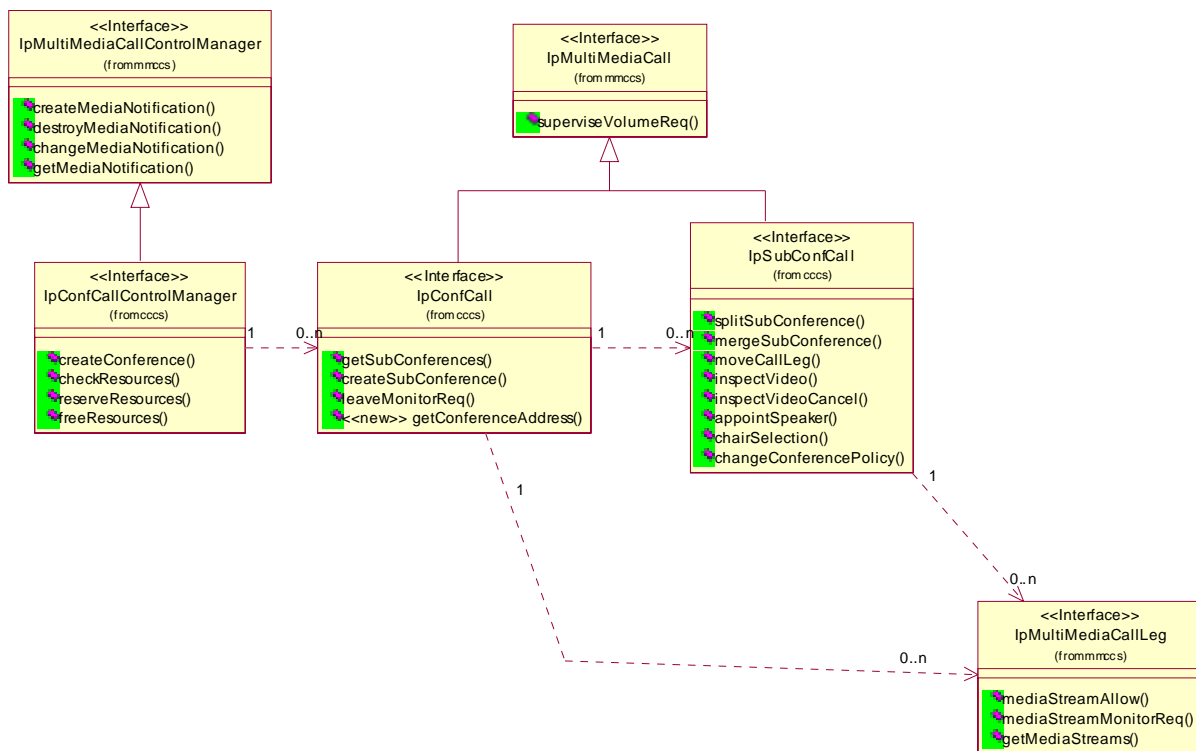 <<Interface>>
IpMultiMediaCallControlManager
(from mmccs)
createMediaNotification()
destroyMediaNotification()
changeMediaNotification()
getMediaNotification()
<<Interface>>
IpMultiMediaCall
(from mmccs)
superviseVolumeReq()
<<Interface>>
IpConfCallControlManager
(from cccs)
createConference()
checkResources()
reserveResources()
freeResources()
1
0..n
<<Interface>>
IpConfCall
(from cccs)
getSubConferences()
createSubConference()
leaveMonitorReq()
<<new>> getConferenceAddress()
1
0..n
<<Interface>>
IpSubConfCall
(from cccs)
splitSubConference()
mergeSubConference()
moveCallLeg()
inspectVideo()
inspectVideoCancel()
appointSpeaker()
chairSelection()
changeConferencePolicy()
1
0..n
1
0..n
<<Interface>>
IpMultiMediaCallLeg
(from mmccs)
mediaStreamAllow()
mediaStreamMonitorReq()
getMediaStreams()